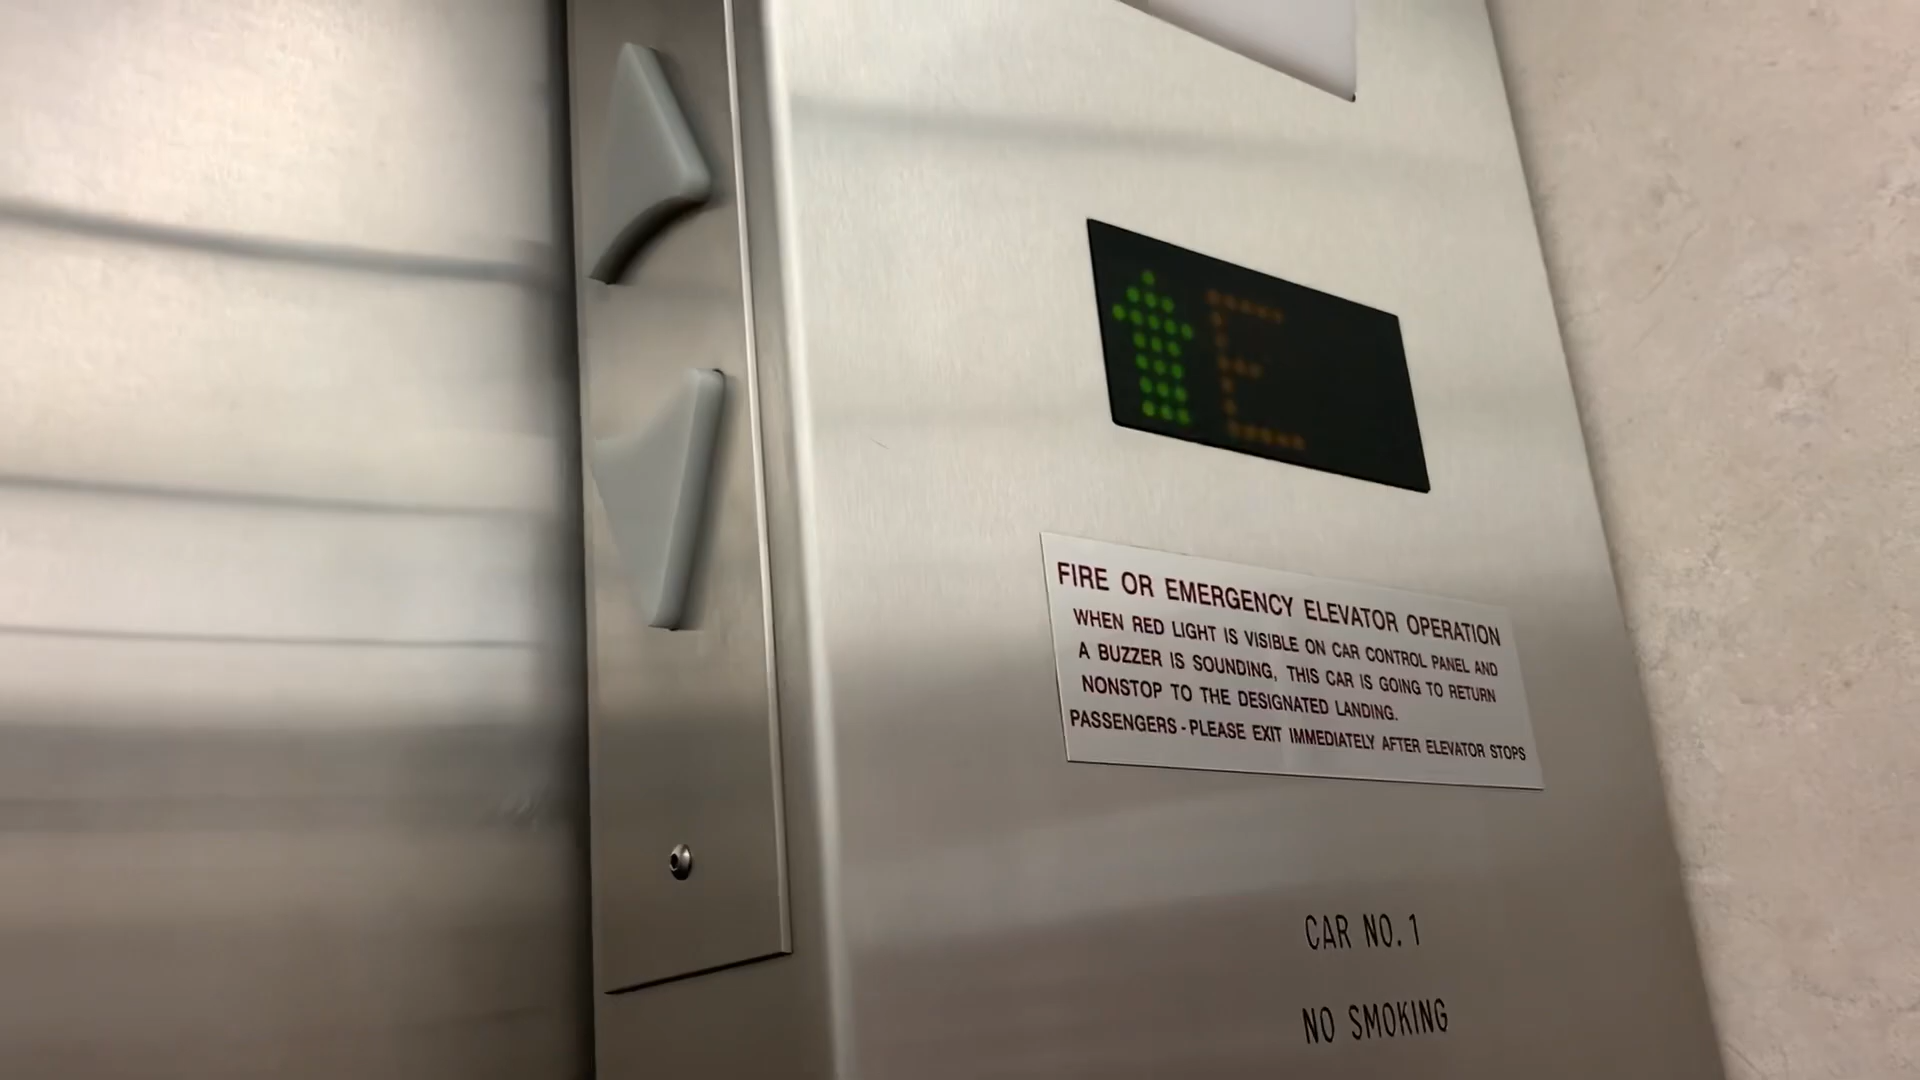 E
FIRE OR EMERGENCY ELEVATOR OPERATION
WHEN RED LIGHT IS VISIBLE ON CAR CONTROL PANEL AND
A BUZZER IS SOUNDING, THIS CAR IS GOING TO RETURN
NONSTOP TO THE DESIGNATED LANDING.
PASSENGERS - PLEASE EXIT IMMEDIATELY AFTER ELEVATOR STOPS
CAR NO. 1
NO SMOKING